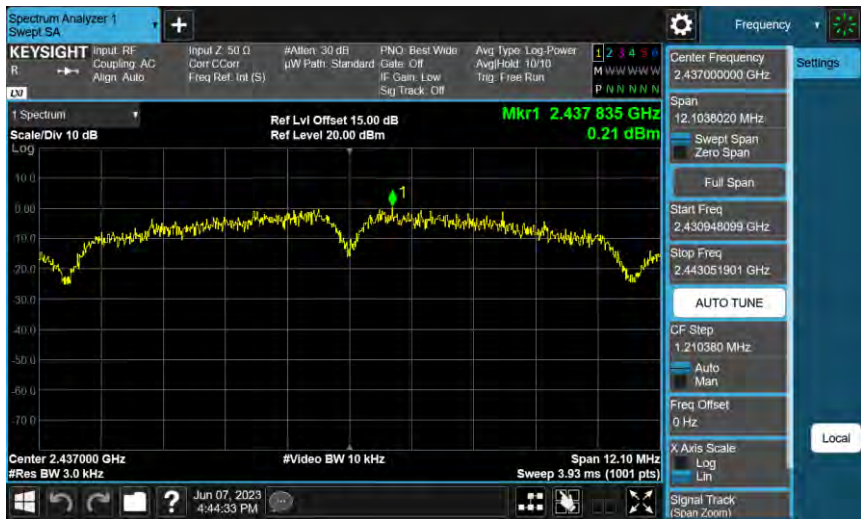 Spectrum Analyzer 1
Swept SA
Frequency
KEYSIGHT
R
LXI
Input: RF
Coupling: AC
Align: Auto
Input Z: 50 Ω
Corr CCorr
Freq Ref: Int (S)
#Atten: 30 dB
µW Path: Standard
PNO: Best Wide
Gate: Off
IF Gain: Low
Sig Track: Off
Avg Type: Log-Power
Avg|Hold: 10/10
Trig: Free Run
1 2 3 4 5 6
M W W W W W
P N N N N N
1 Spectrum
Scale/Div 10 dB
Log
Ref Lvl Offset 15.00 dB
Ref Level 20.00 dBm
Mkr1 2.437 835 GHz
0.21 dBm
10.0
0.00
-10.0
-20.0
-30.0
-40.0
-50.0
-60.0
-70.0
1
Center 2.437000 GHz
#Res BW 3.0 kHz
#Video BW 10 kHz
Span 12.10 MHz
Sweep 3.93 ms (1001 pts)
Center Frequency
2.437000000 GHz
Span
12.1038020 MHz
Swept Span
Zero Span
Full Span
Start Freq
2.430948099 GHz
Stop Freq
2.443051901 GHz
AUTO TUNE
CF Step
1.210380 MHz
Auto
Man
Freq Offset
0 Hz
X Axis Scale
Log
Lin
Signal Track
(Span Zoom)
Settings
Local
?
Jun 07, 2023
4:44:33 PM